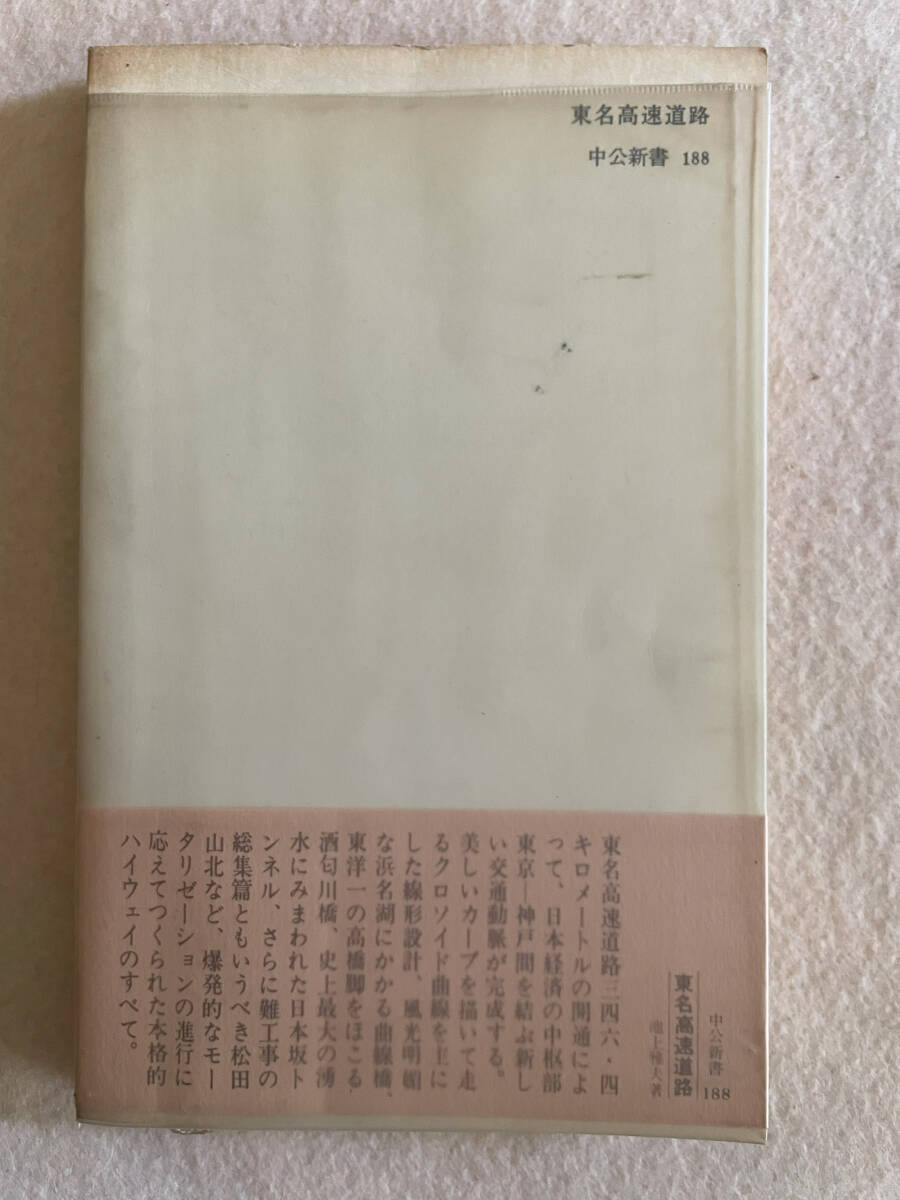 東名高速道路
中公新書 188
中公新書
188
東名高速道路
池上雅夫著
東名高速道路三四六・四
キロメートルの開通によ
って、日本経済の中枢部
東京―神戸間を結ぶ新し
い交通動脈が完成する。
美しいカーブを描いて走
るクロソイド曲線を主に
した線形設計、風光明媚
な浜名湖にかかる曲線橋、
東洋一の高橋脚をほこる
酒匂川橋、史上最大の湧
水にみまわれた日本坂ト
ンネル、さらに難工事の
総集篇ともいうべき松田
山北など、爆発的なモー
タリゼーションの進行に
応えてつくられた本格的
ハイウェイのすべて。